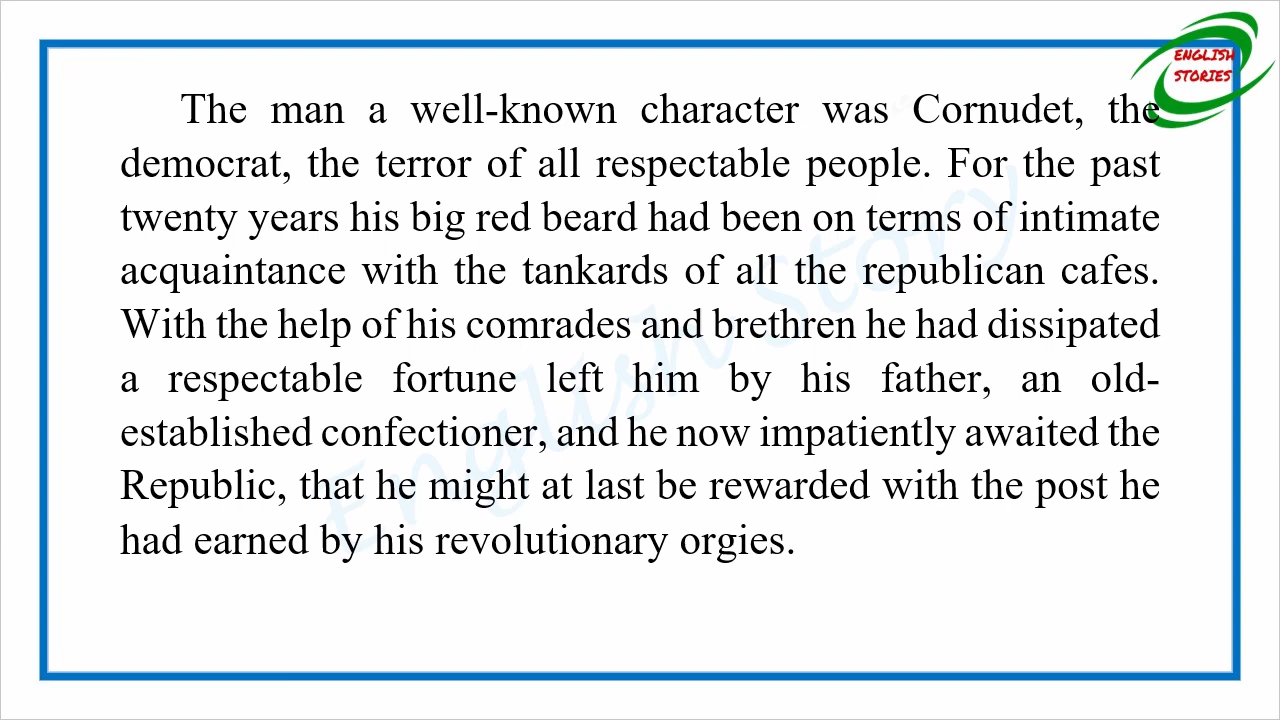 ENGLISH
STORIES
The man a well-known character was Cornudet, the
democrat, the terror of all respectable people. For the past
twenty years his big red beard had been on terms of intimate
acquaintance with the tankards of all the republican cafes.
With the help of his comrades and brethren he had dissipated
a respectable fortune left him by his father, an old-
established confectioner, and he now impatiently awaited the
Republic, that he might at last be rewarded with the post he
had earned by his revolutionary orgies.
English Story